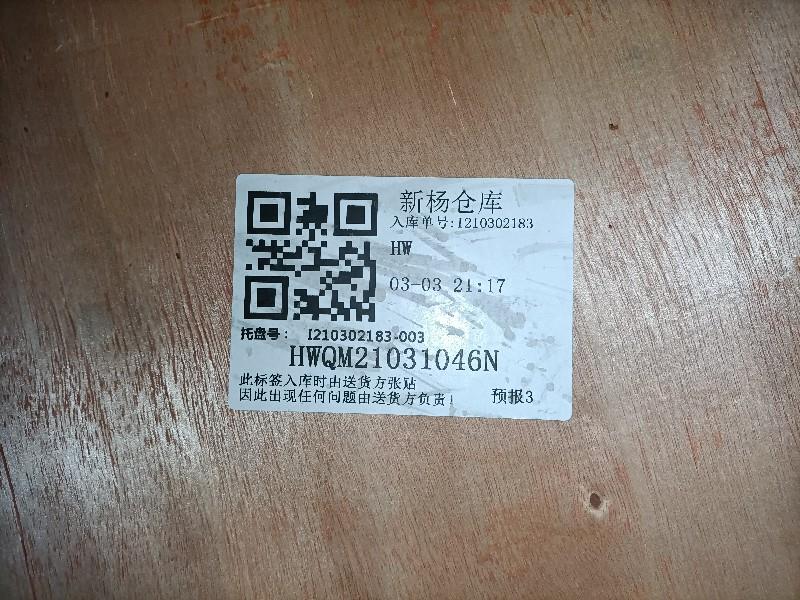 新杨仓库
入库单号:I210302183
HW
03-03 21:17
托盘号: I210302183-003
HWQM21031046N
此标签入库时由送货方张贴
因此出现任何问题由送货方负责!
预报3